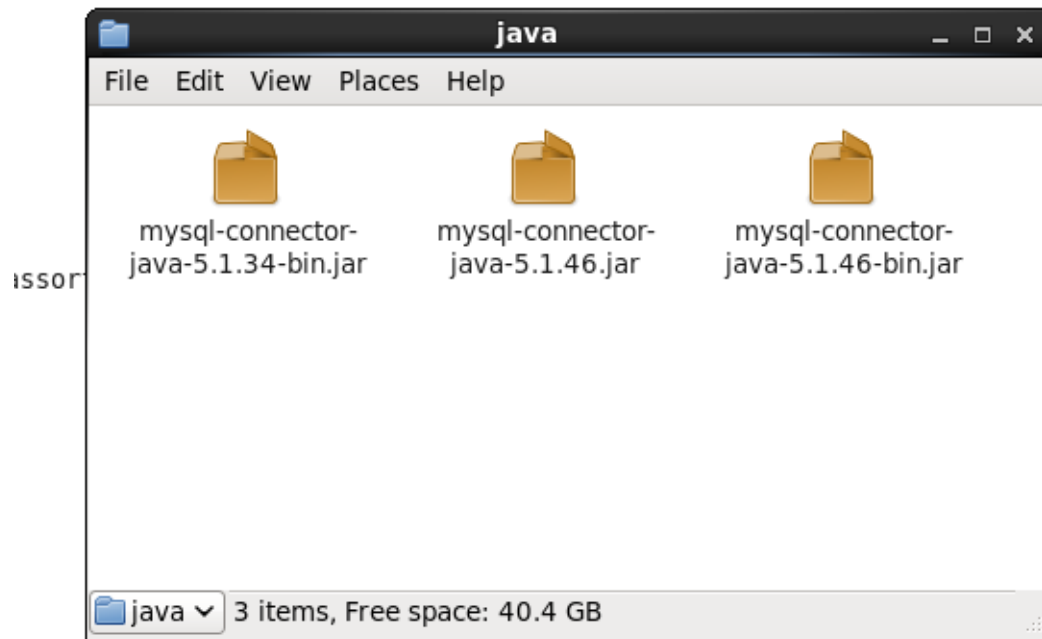 java
File Edit View Places Help
mysql-connector-
java-5.1.34-bin.jar
mysql-connector-
java-5.1.46.jar
mysql-connector-
java-5.1.46-bin.jar
java 3 items, Free space: 40.4 GB